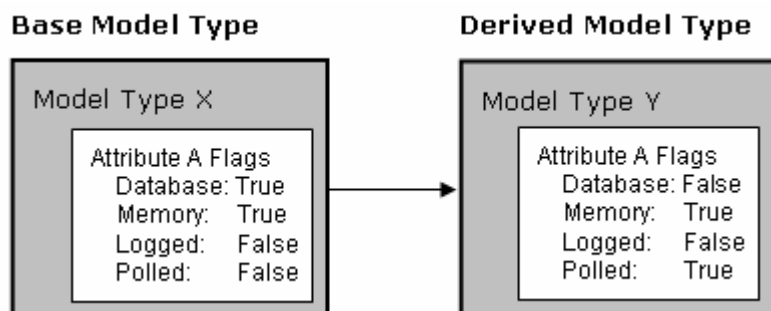 Base Model Type
Model Type X
Attribute A Flags
Database: True
Memory: True
Logged: False
Polled: False
Derived Model Type
Model Type Y
Attribute A Flags
Database: False
Memory: True
Logged: False
Polled: True